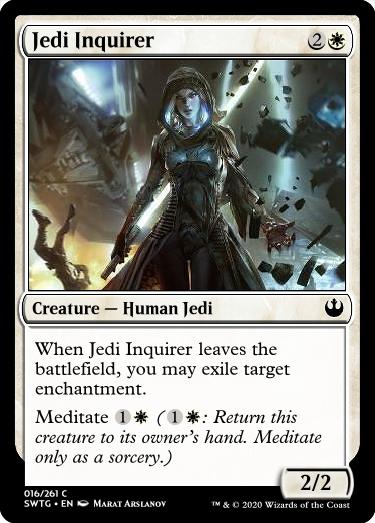 Jedi Inquirer 2
Creature — Human Jedi
When Jedi Inquirer leaves the
battlefield, you may exile target
enchantment.
Meditate 1 (1 : Return this
creature to its owner's hand. Meditate
only as a sorcery.)
2/2
016/261 C
SWTG • EN Marat Arslanov
™ & © 2020 Wizards of the Coast